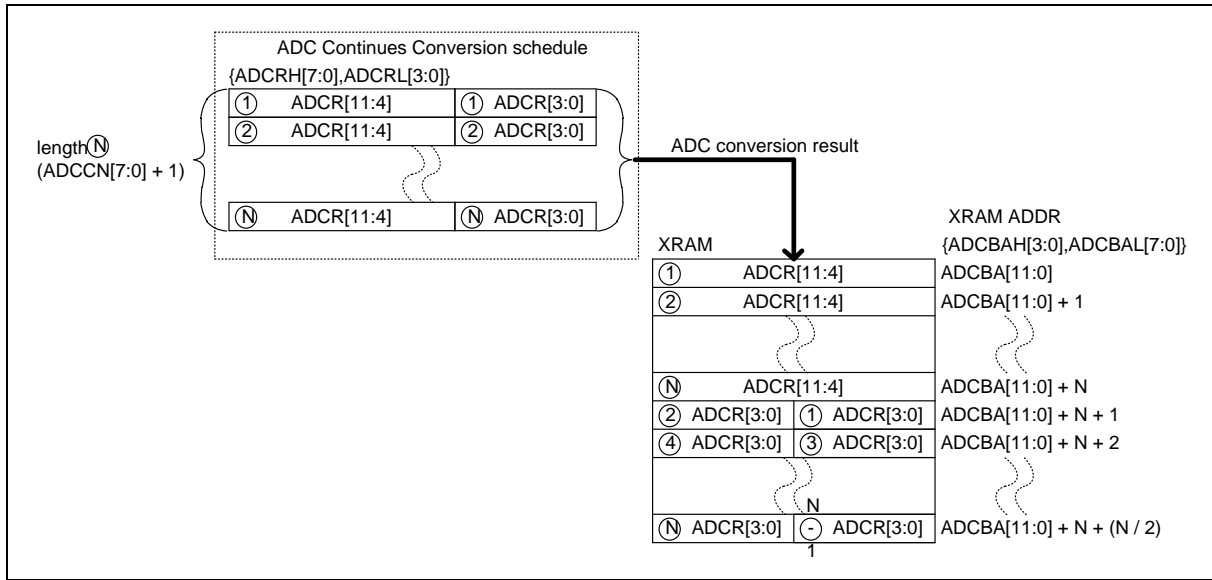 ADC Continues Conversion schedule
{ADCRH[7:0],ADCRL[3:0]}
1 ADCR[11:4] 1 ADCR[3:0]
2 ADCR[11:4] 2 ADCR[3:0]
length N
(ADCCN[7:0] + 1)
N ADCR[11:4] N ADCR[3:0]
ADC conversion result
XRAM ADDR
XRAM {ADCBAH[3:0],ADCBAL[7:0]}
1 ADCR[11:4] ADCBA[11:0]
2 ADCR[11:4] ADCBA[11:0] + 1
N ADCR[11:4] ADCBA[11:0] + N
2 ADCR[3:0] 1 ADCR[3:0] ADCBA[11:0] + N + 1
4 ADCR[3:0] 3 ADCR[3:0] ADCBA[11:0] + N + 2
N ADCR[3:0] N - 1 ADCR[3:0] ADCBA[11:0] + N + (N / 2)